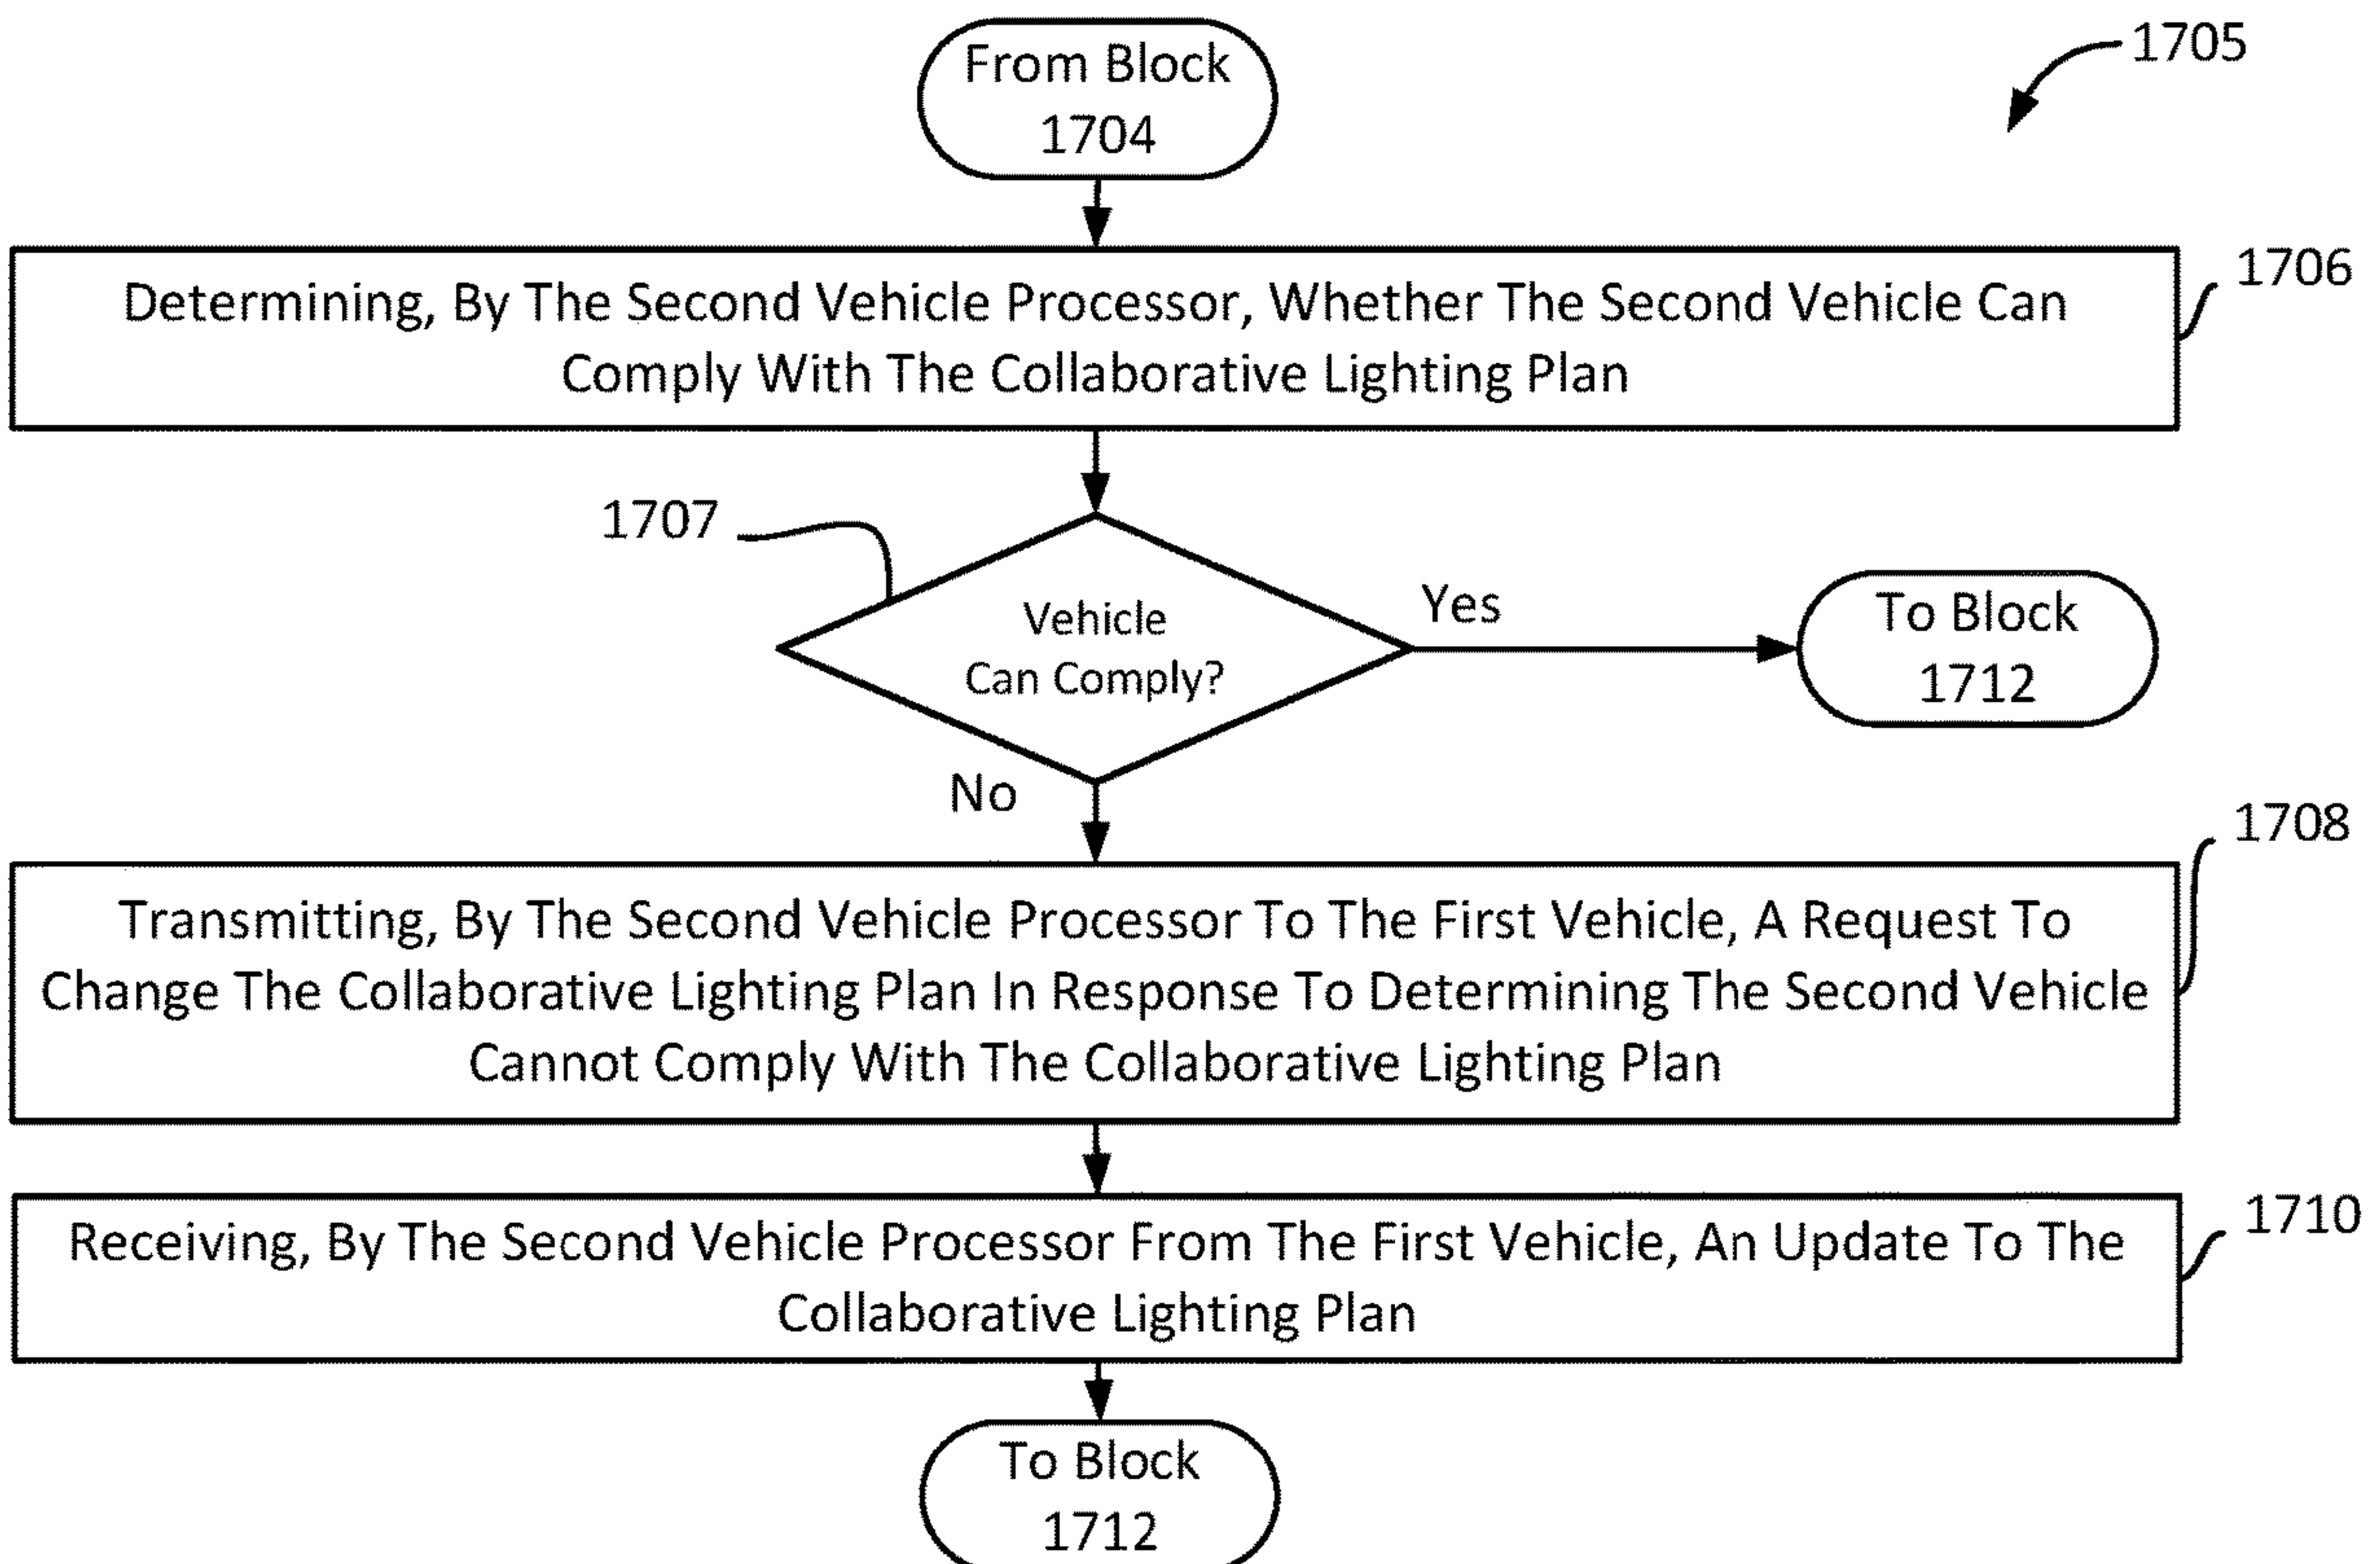 From Block
1704
1705
Determining, By The Second Vehicle Processor, Whether The Second Vehicle Can
Comply With The Collaborative Lighting Plan
1706
1707
Vehicle
Can Comply?
Yes
To Block
1712
No
1708
Transmitting, By The Second Vehicle Processor To The First Vehicle, A Request To
Change The Collaborative Lighting Plan In Response To Determining The Second Vehicle
Cannot Comply With The Collaborative Lighting Plan
Receiving, By The Second Vehicle Processor From The First Vehicle, An Update To The
Collaborative Lighting Plan
1710
To Block
1712